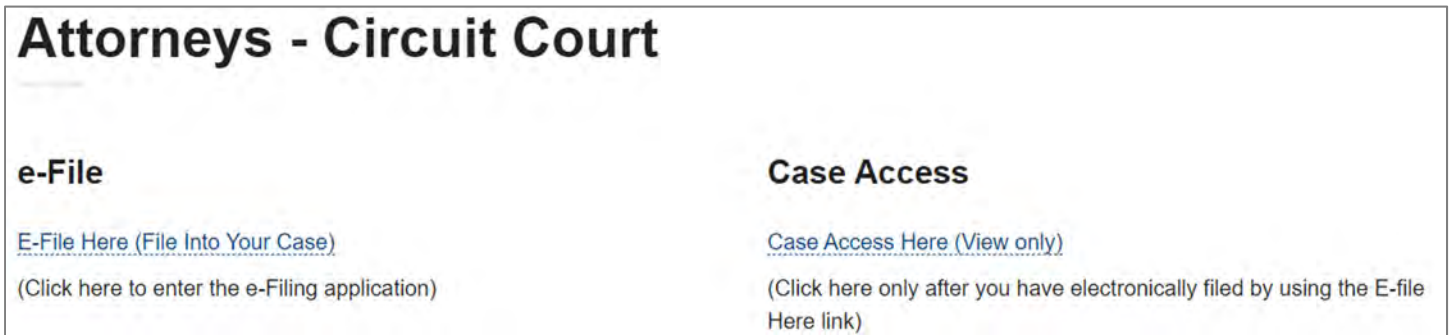 Attorneys - Circuit Court
e-File
E-File Here (File Into Your Case)
(Click here to enter the e-Filing application)
Case Access
Case Access Here (View only)
(Click here only after you have electronically filed by using the E-file
Here link)